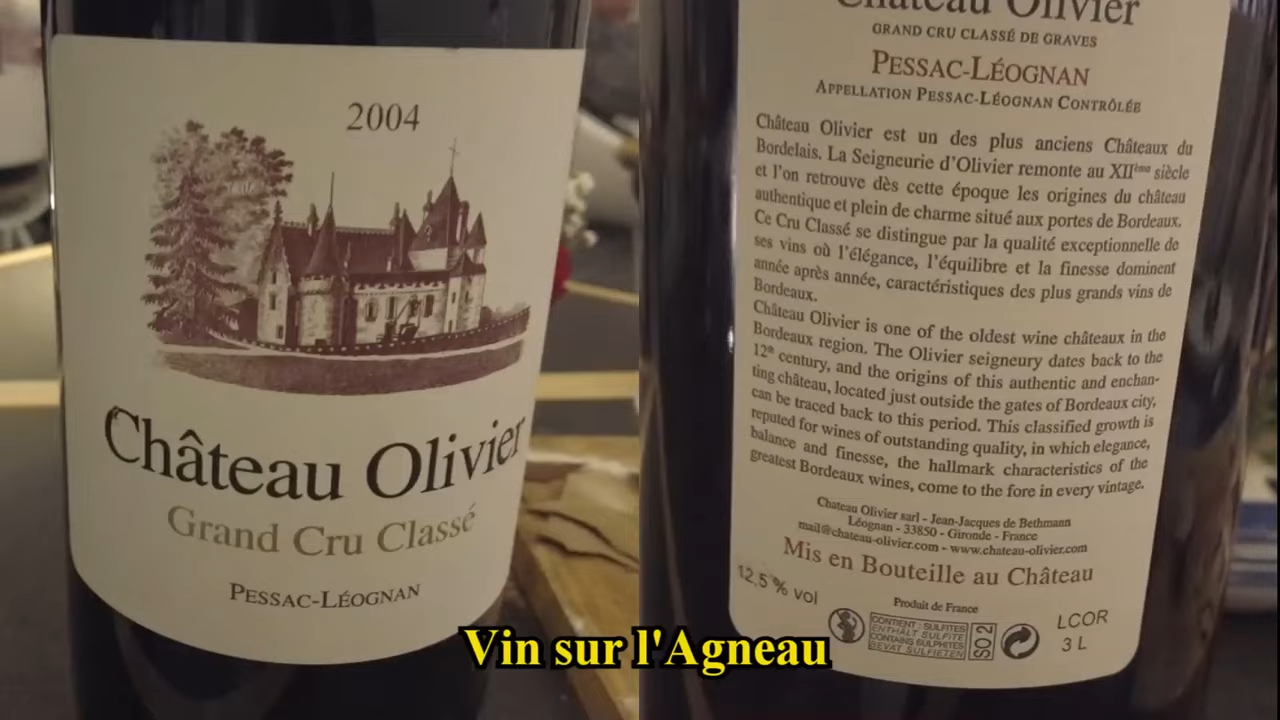 2004
Château Olivier
Grand Cru Classé
PESSAC-LÉOGNAN
Château Olivier
GRAND CRU CLASSÉ DE GRAVES
PESSAC-LÉOGNAN
APPELLATION PESSAC-LÉOGNAN CONTRÔLÉE
Château Olivier est un des plus anciens Châteaux du
Bordelais. La Seigneurie d'Olivier remonte au XIIème siècle
et l'on retrouve dès cette époque les origines du château
authentique et plein de charme situé aux portes de Bordeaux.
Ce Cru Classé se distingue par la qualité exceptionnelle de
ses vins où l'élégance, l'équilibre et la finesse dominent
année après année, caractéristiques des plus grands vins de
Bordeaux.
Château Olivier is one of the oldest wine châteaux in the
Bordeaux region. The Olivier seigneury dates back to the
12th century, and the origins of this authentic and enchan-
ting château, located just outside the gates of Bordeaux city,
can be traced back to this period. This classified growth is
reputed for wines of outstanding quality, in which elegance,
balance and finesse, the hallmark characteristics of the
greatest Bordeaux wines, come to the fore in every vintage.
Chateau Olivier sarl - Jean-Jacques de Bethmann
Léognan - 33850 - Gironde - France
mail@chateau-olivier.com - www.chateau-olivier.com
Mis en Bouteille au Château
12.5 % vol
Produit de France
CONTIENT : SULFITES
ENTHÄLT SULFITE
CONTAINS SULPHITES
BEVAT SULFIETEN
SO2
LCOR
3 L
Vin sur l'Agneau